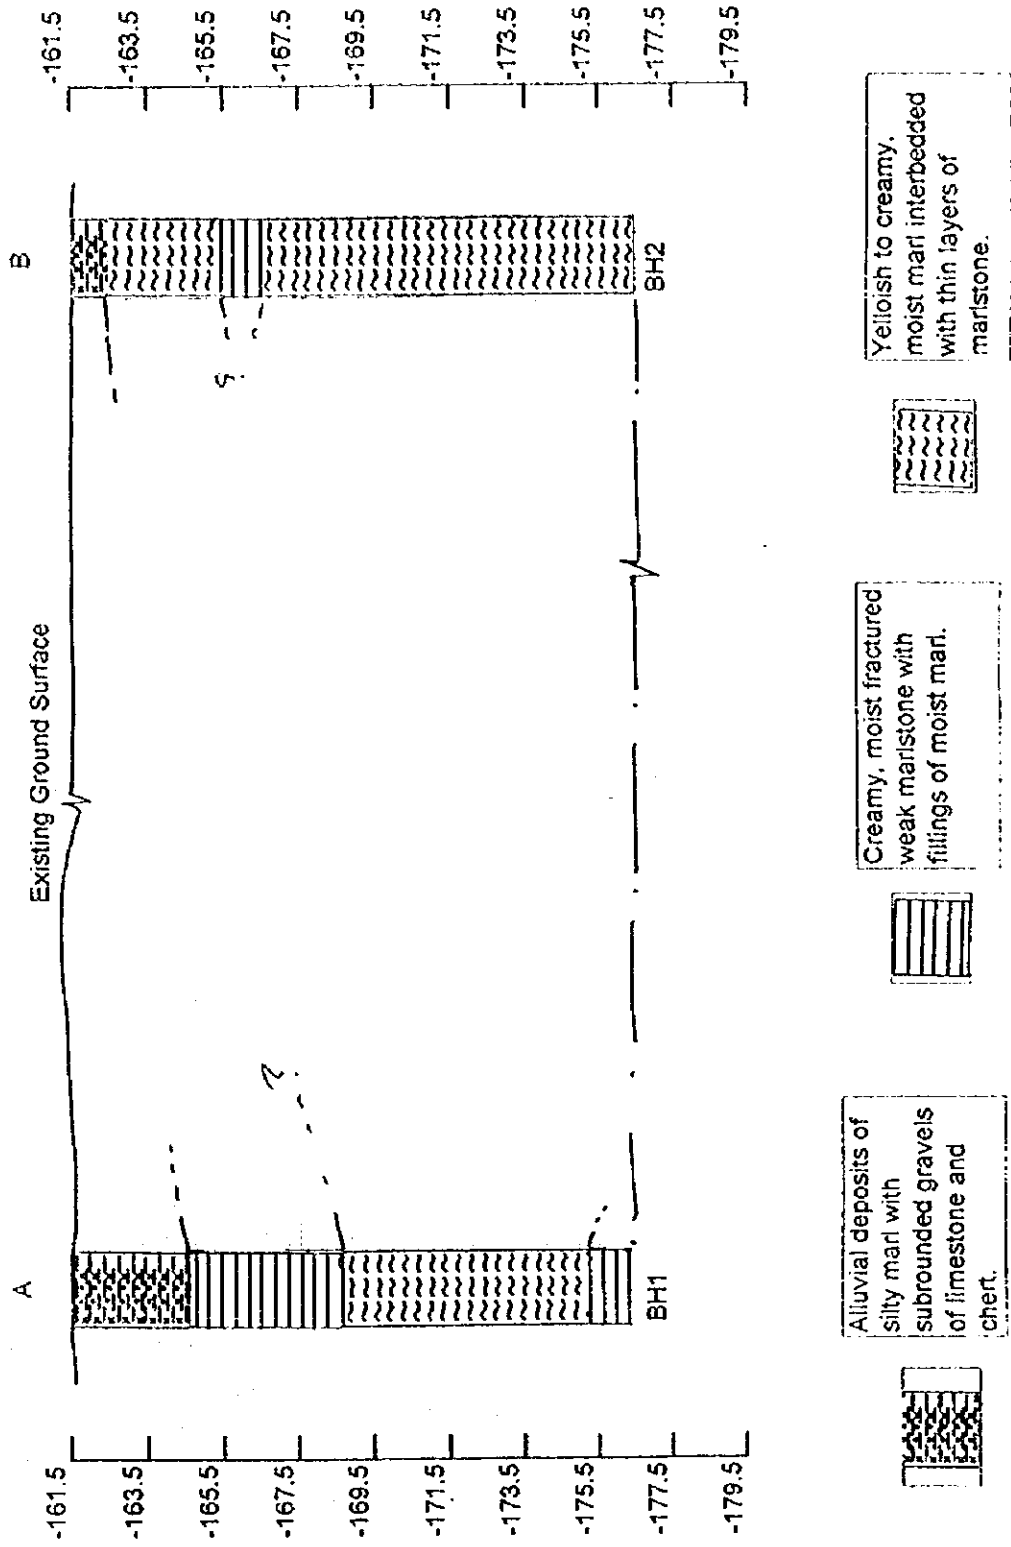 A
B
Existing Ground Surface
-161.5
-163.5
-165.5
-167.5
-169.5
-171.5
-173.5
-175.5
-177.5
-179.5
-161.5
-163.5
-165.5
-167.5
-169.5
-171.5
-173.5
-175.5
-177.5
-179.5
BH1
BH2
Alluvial deposits of
silty marl with
subrounded gravels
of limestone and
chert.
Creamy, moist fractured
weak marlstone with
fillings of moist marl.
Yelloish to creamy,
moist marl interbedded
with thin layers of
marlstone.